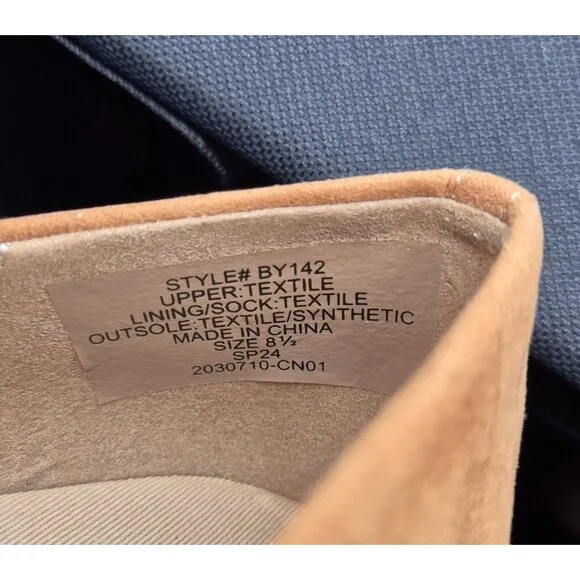 STYLE# BY142
UPPER:TEXTILE
LINING/SOCK:TEXTILE
OUTSOLE:TEXTILE/SYNTHETIC
MADE IN CHINA
SIZE 8½
SP24
2030710-CN01